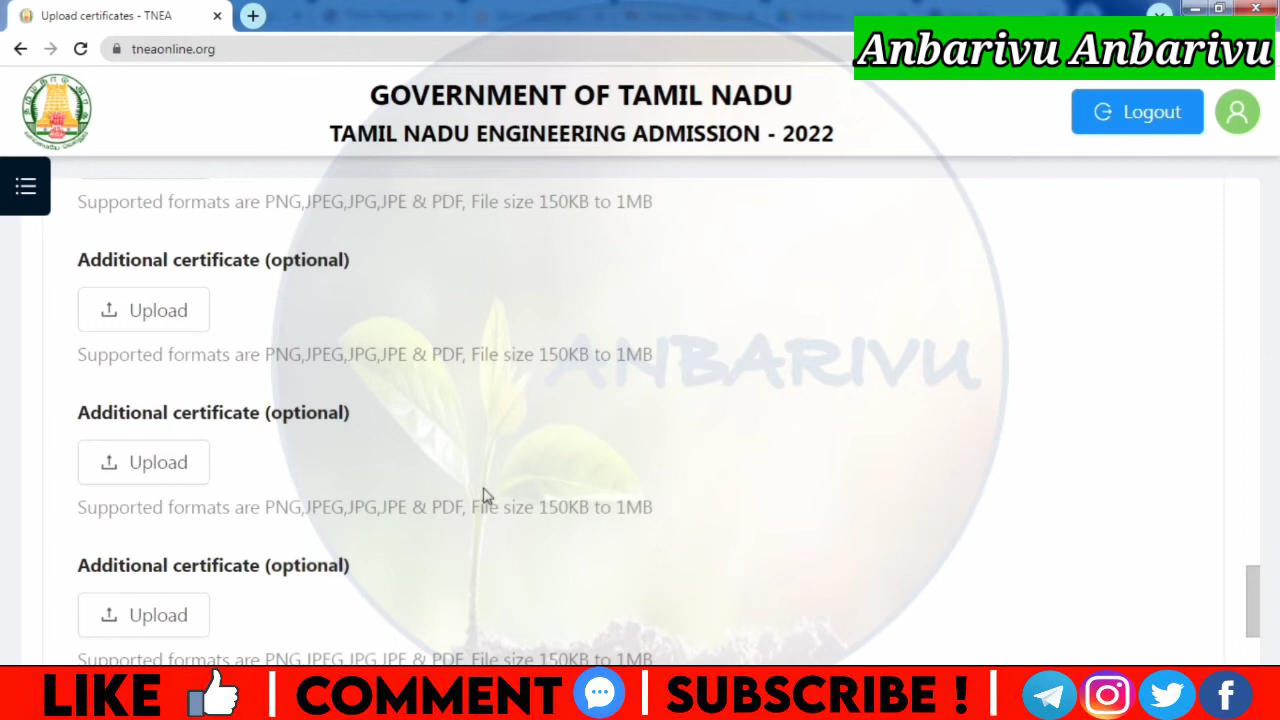 Upload certificates - TNEA
tneaonline.org
Anbarivu Anbarivu
GOVERNMENT OF TAMIL NADU
TAMIL NADU ENGINEERING ADMISSION - 2022
Logout
Supported formats are PNG,JPEG,JPG,JPE & PDF, File size 150KB to 1MB
Additional certificate (optional)
Upload
Supported formats are PNG,JPEG,JPG,JPE & PDF, File size 150KB to 1MB
ANBARIVU
Additional certificate (optional)
Upload
Supported formats are PNG,JPEG,JPG,JPE & PDF, File size 150KB to 1MB
Additional certificate (optional)
Upload
Supported formats are PNG,JPEG,JPG,JPE & PDF, File size 150KB to 1MB
LIKE COMMENT SUBSCRIBE !